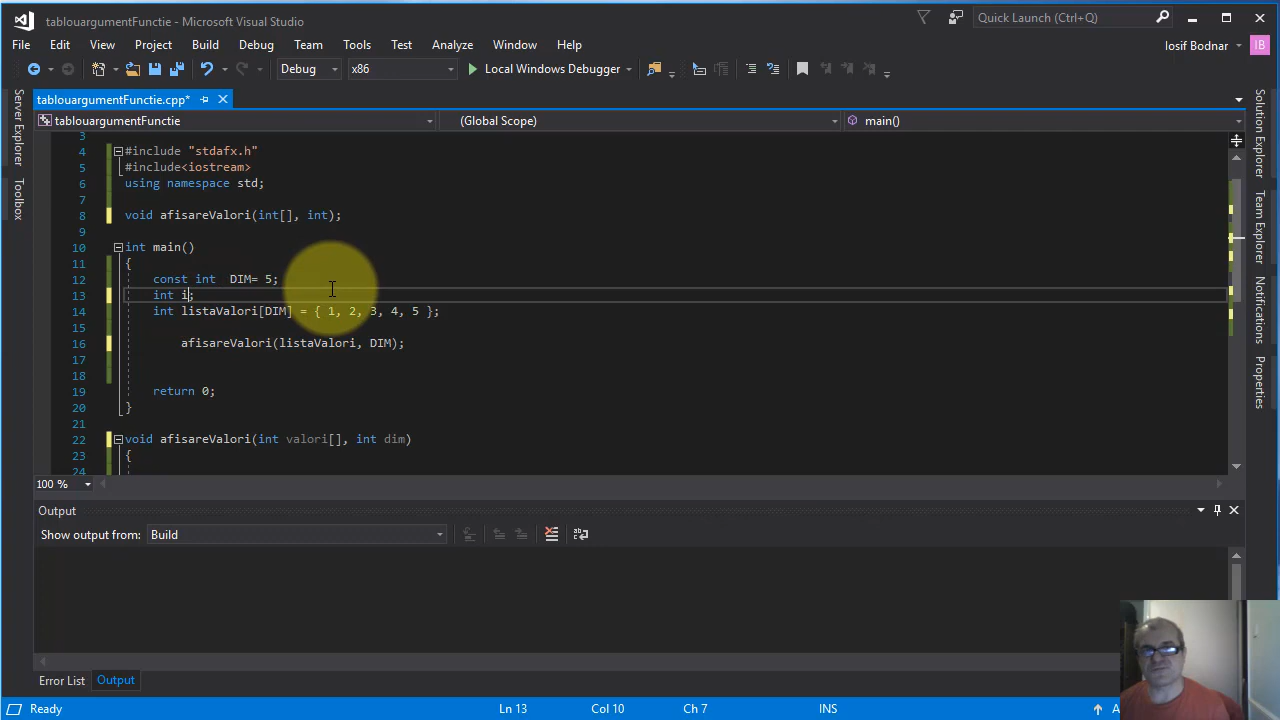 tablouargumentFunctie - Microsoft Visual Studio
Quick Launch (Ctrl+Q)
File Edit View Project Build Debug Team Tools Test Analyze Window Help
Iosif Bodnar
IB
Debug
x86
Local Windows Debugger
Server Explorer
Toolbox
tablouargumentFunctie.cpp*
tablouargumentFunctie
(Global Scope)
main()
3
4 #include "stdafx.h"
5 #include<iostream>
6 using namespace std;
7
8 void afisareValori(int[], int);
9
10 int main()
11 {
12 const int  DIM= 5;
13 int i;
14 int listaValori[DIM] = { 1, 2, 3, 4, 5 };
15
16 afisareValori(listaValori, DIM);
17
18
19 return 0;
20 }
21
22 void afisareValori(int valori[], int dim)
23 {
24
100 %
Solution Explorer
Team Explorer
Notifications
Properties
Output
Show output from: Build
Error List
Output
Ready
Ln 13
Col 10
Ch 7
INS